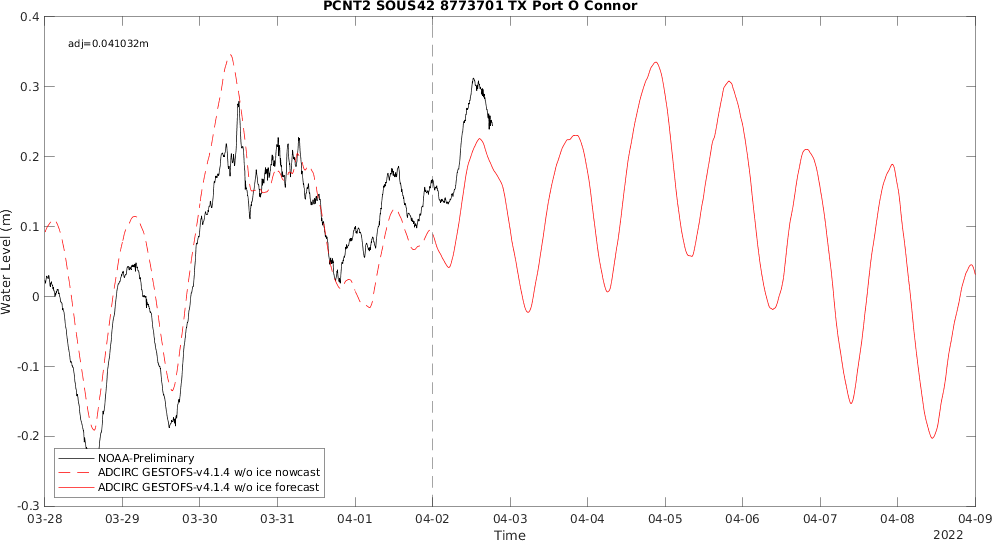 PCNT2 SOUS42 8773701 TX Port O Connor
adj=0.041032m
Water Level (m)
0.4
0.3
0.2
0.1
0
-0.1
-0.2
-0.3
NOAA-Preliminary
ADCIRC GESTOFS-v4.1.4 w/o ice nowcast
ADCIRC GESTOFS-v4.1.4 w/o ice forecast
03-28 03-29 03-30 03-31 04-01 04-02 04-03 04-04 04-05 04-06 04-07 04-08 04-09
Time
2022